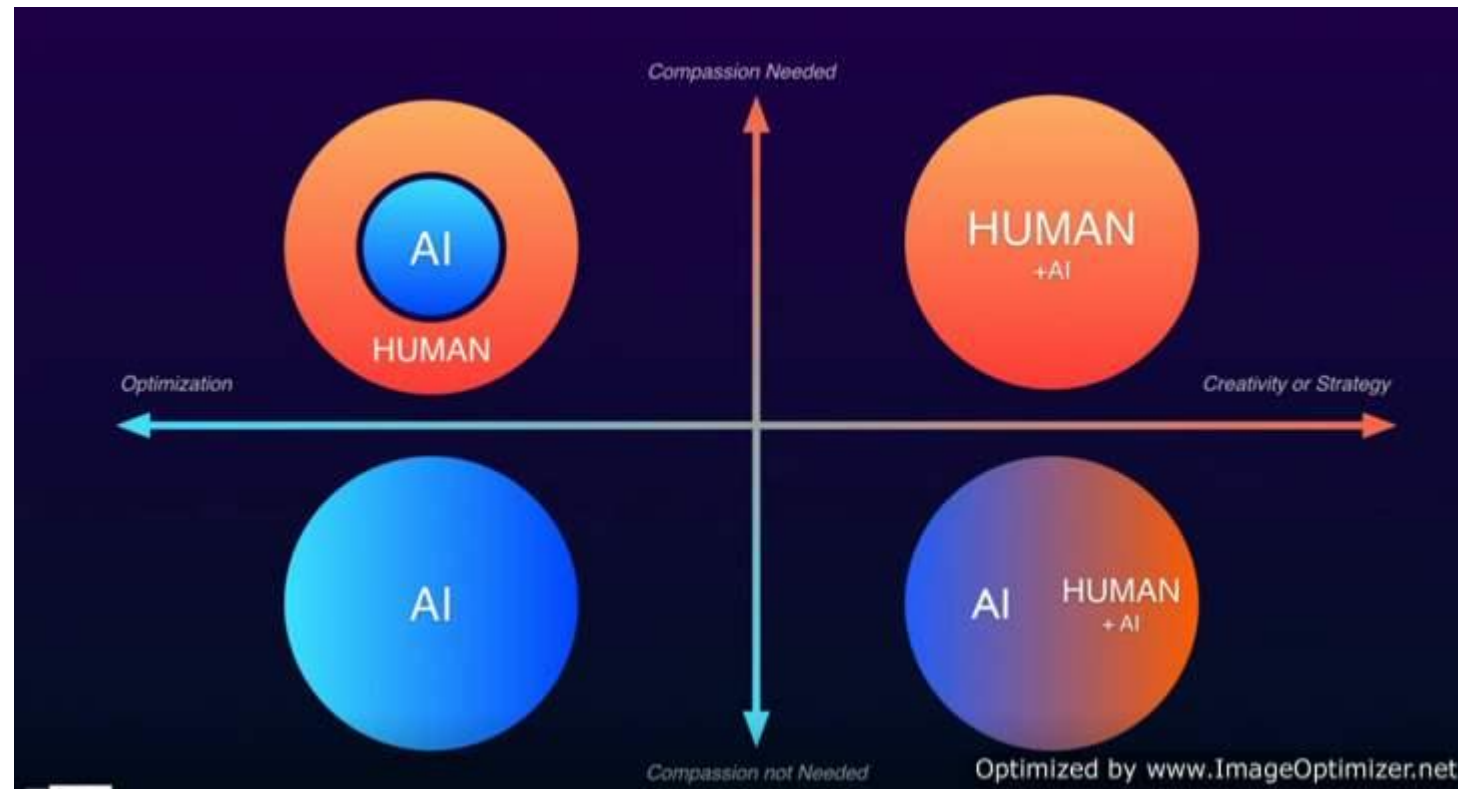 Compassion Needed
AI
HUMAN
HUMAN
+AI
Optimization
Creativity or Strategy
AI
AI
HUMAN
+ AI
Compassion not Needed
Optimized by www.ImageOptimizer.net